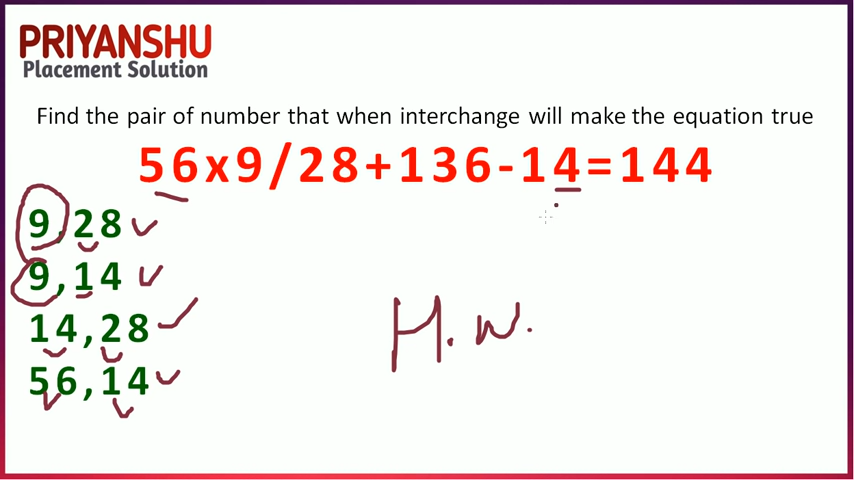 PRIYANSHU
Placement Solution
Find the pair of number that when interchange will make the equation true
56x9/28+136-14=144
9,28
9,14
14,28
56,14
H.W.